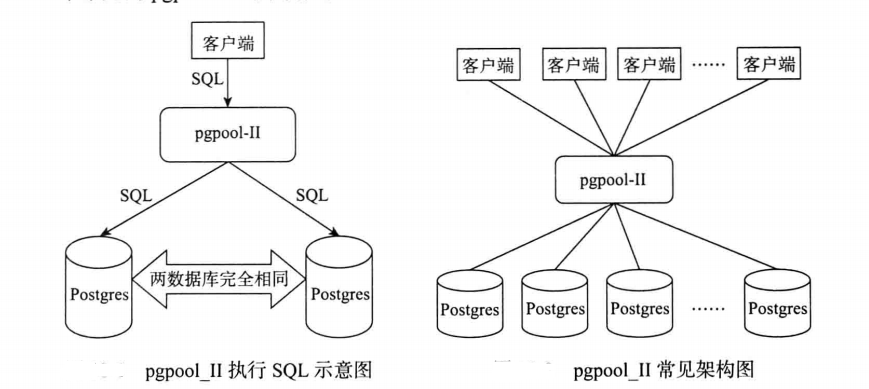 客户端
SQL
pgpool-II
SQL
SQL
Postgres
两数据库完全相同
Postgres
pgpool_II 执行 SQL 示意图
客户端
客户端
客户端
……
客户端
pgpool-II
Postgres
Postgres
Postgres
……
Postgres
pgpool_II 常见架构图